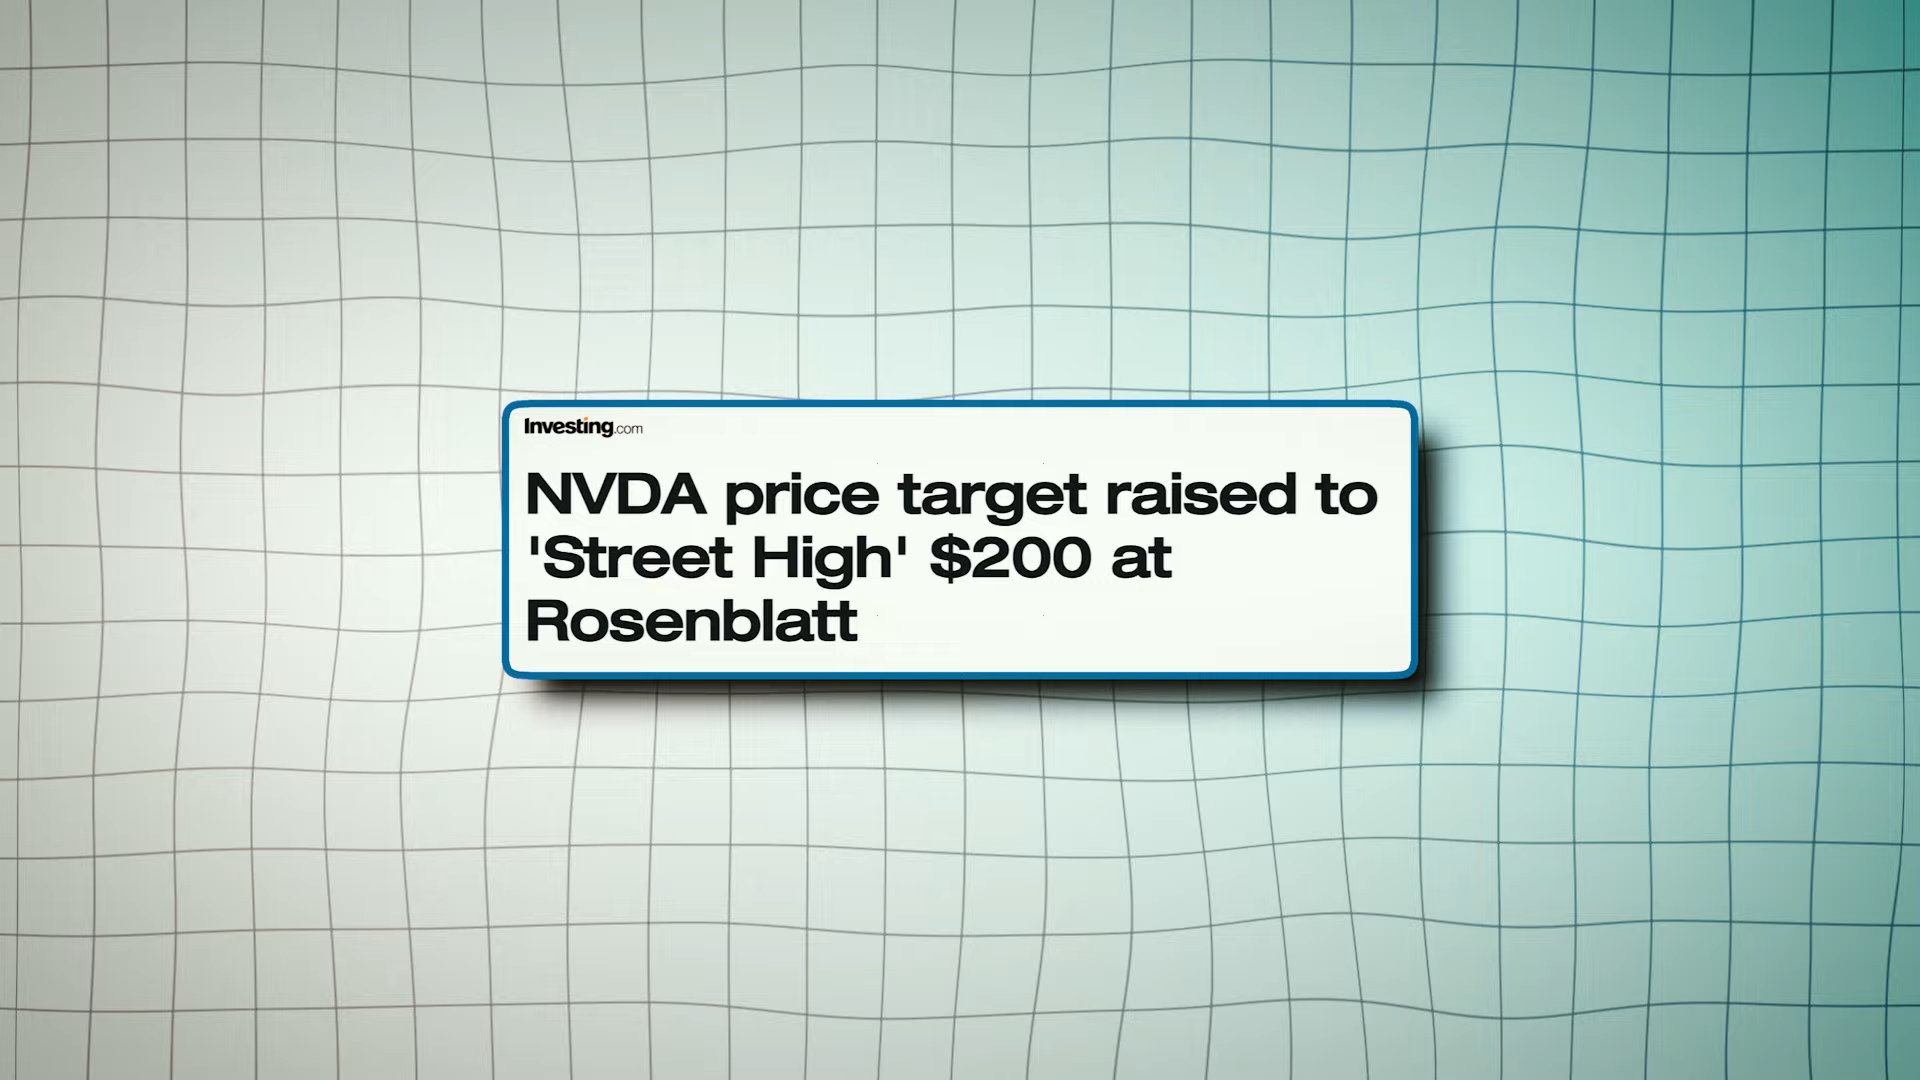 Investing.com
NVDA price target raised to
'Street High' $200 at
Rosenblatt